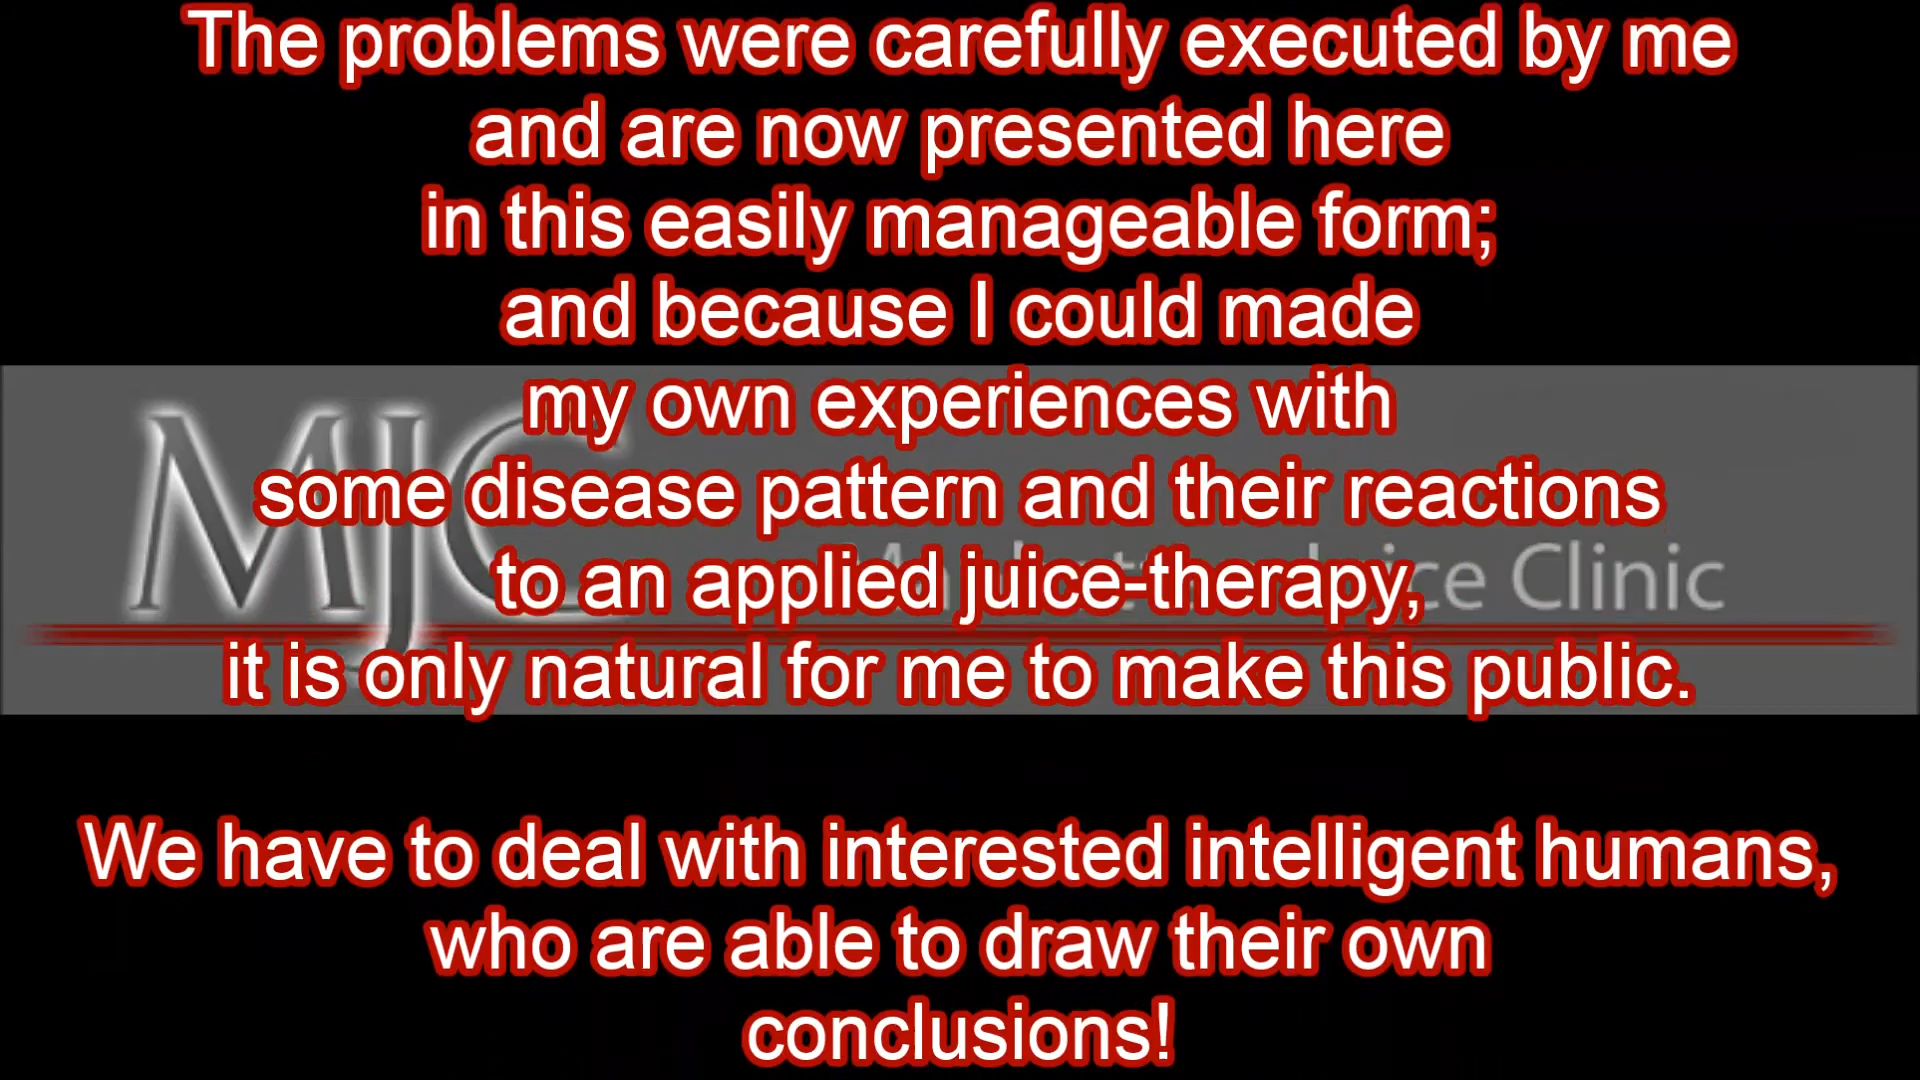 The problems were carefully executed by me
and are now presented here
in this easily manageable form;
and because I could made
my own experiences with
some disease pattern and their reactions
to an applied juice-therapy,
it is only natural for me to make this public.
MJC
Clinic
We have to deal with interested intelligent humans,
who are able to draw their own
conclusions!